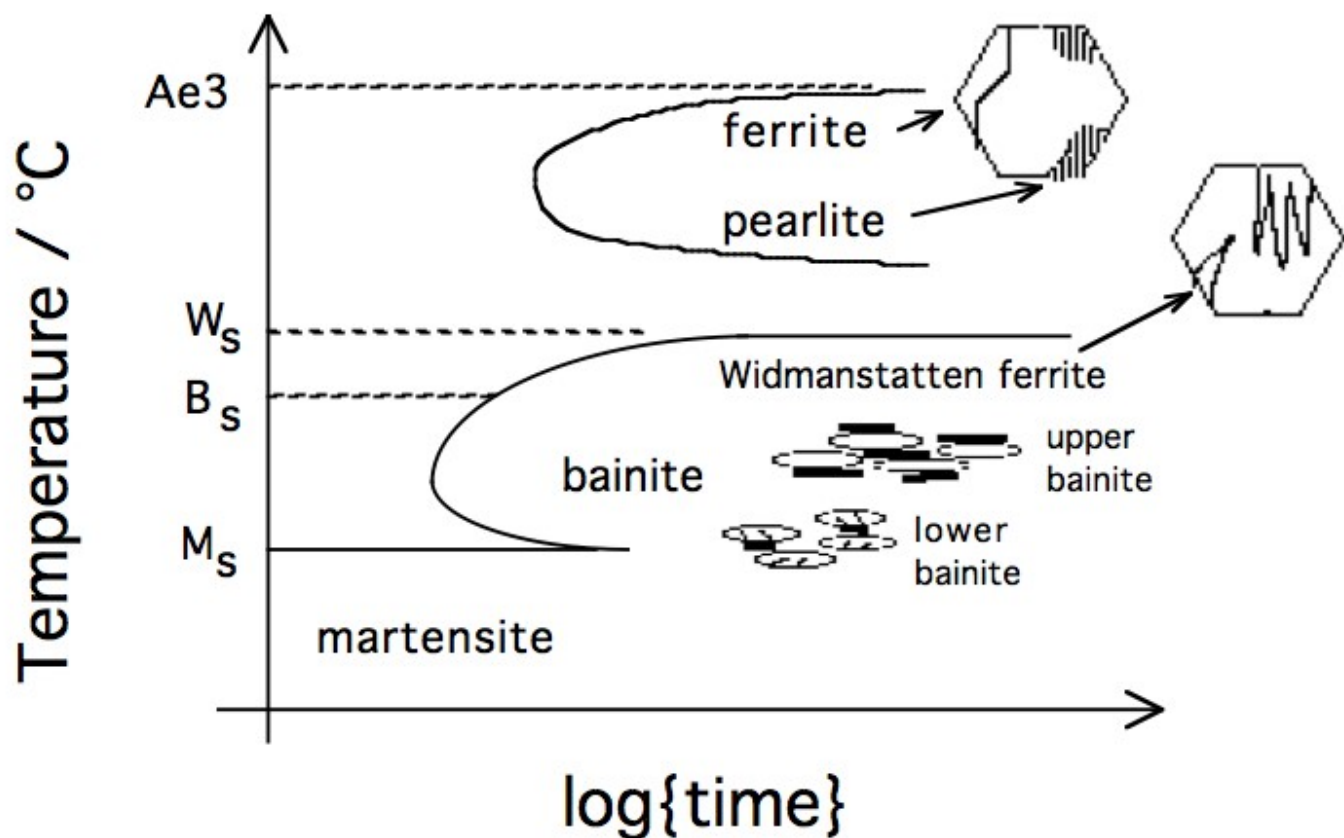 Temperature / °C
Ae3
ferrite
pearlite
Ws
Widmanstatten ferrite
Bs
upper
bainite
bainite
lower
bainite
Ms
martensite
log{time}